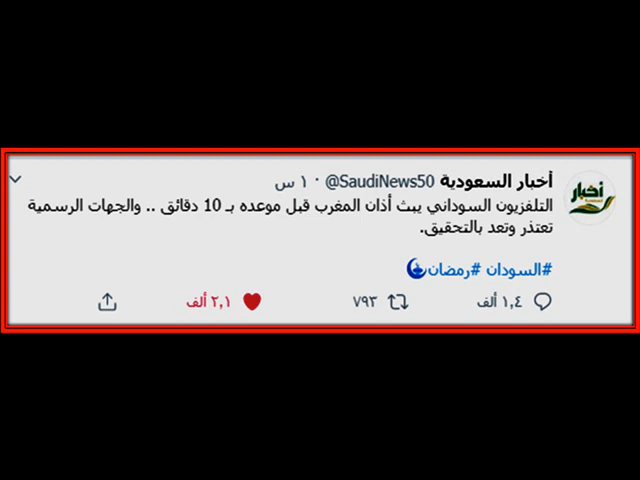 أخبار السعودية @SaudiNews50 · ١ س
التلفزيون السوداني يبث أذان المغرب قبل موعده بـ 10 دقائق .. والجهات الرسمية
تعتذر وتعد بالتحقيق.
#السودان #رمضان
١,٤ ألف ٧٩٣ ٢,١ ألف
أخبار